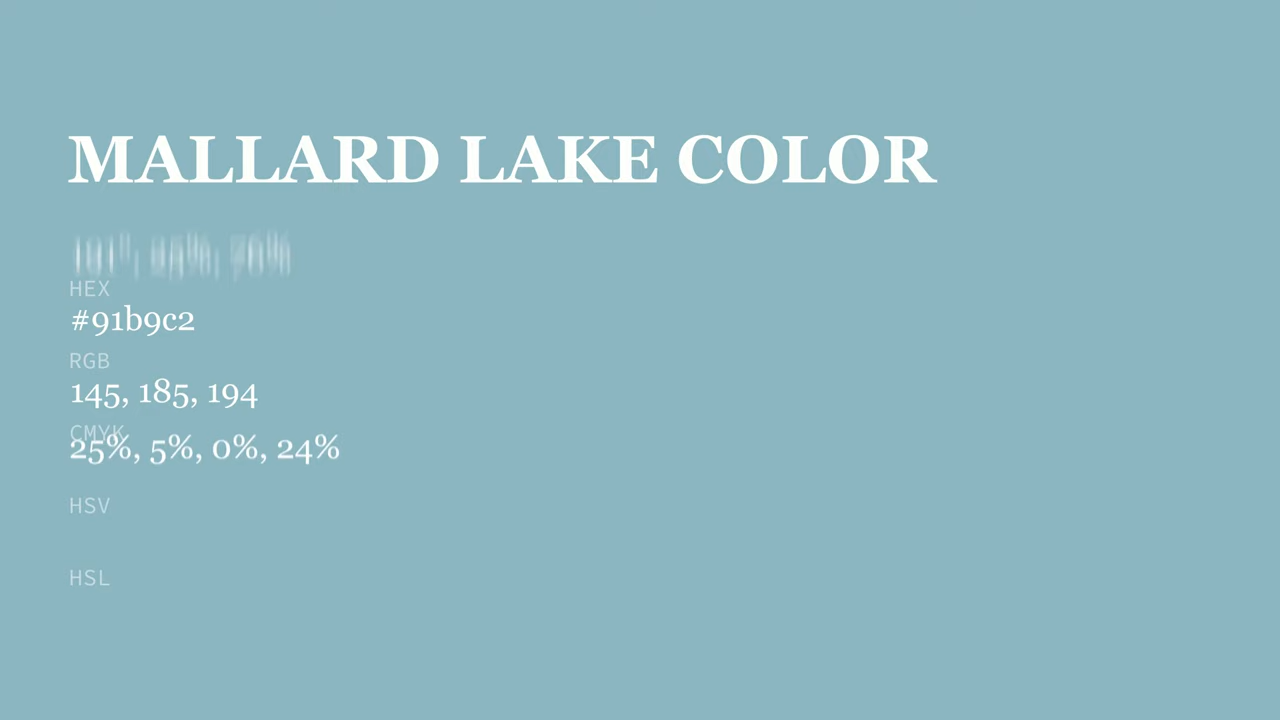 MALLARD LAKE COLOR
HEX
#91b9c2
RGB
145, 185, 194
CMYK
25%, 5%, 0%, 24%
HSV
HSL